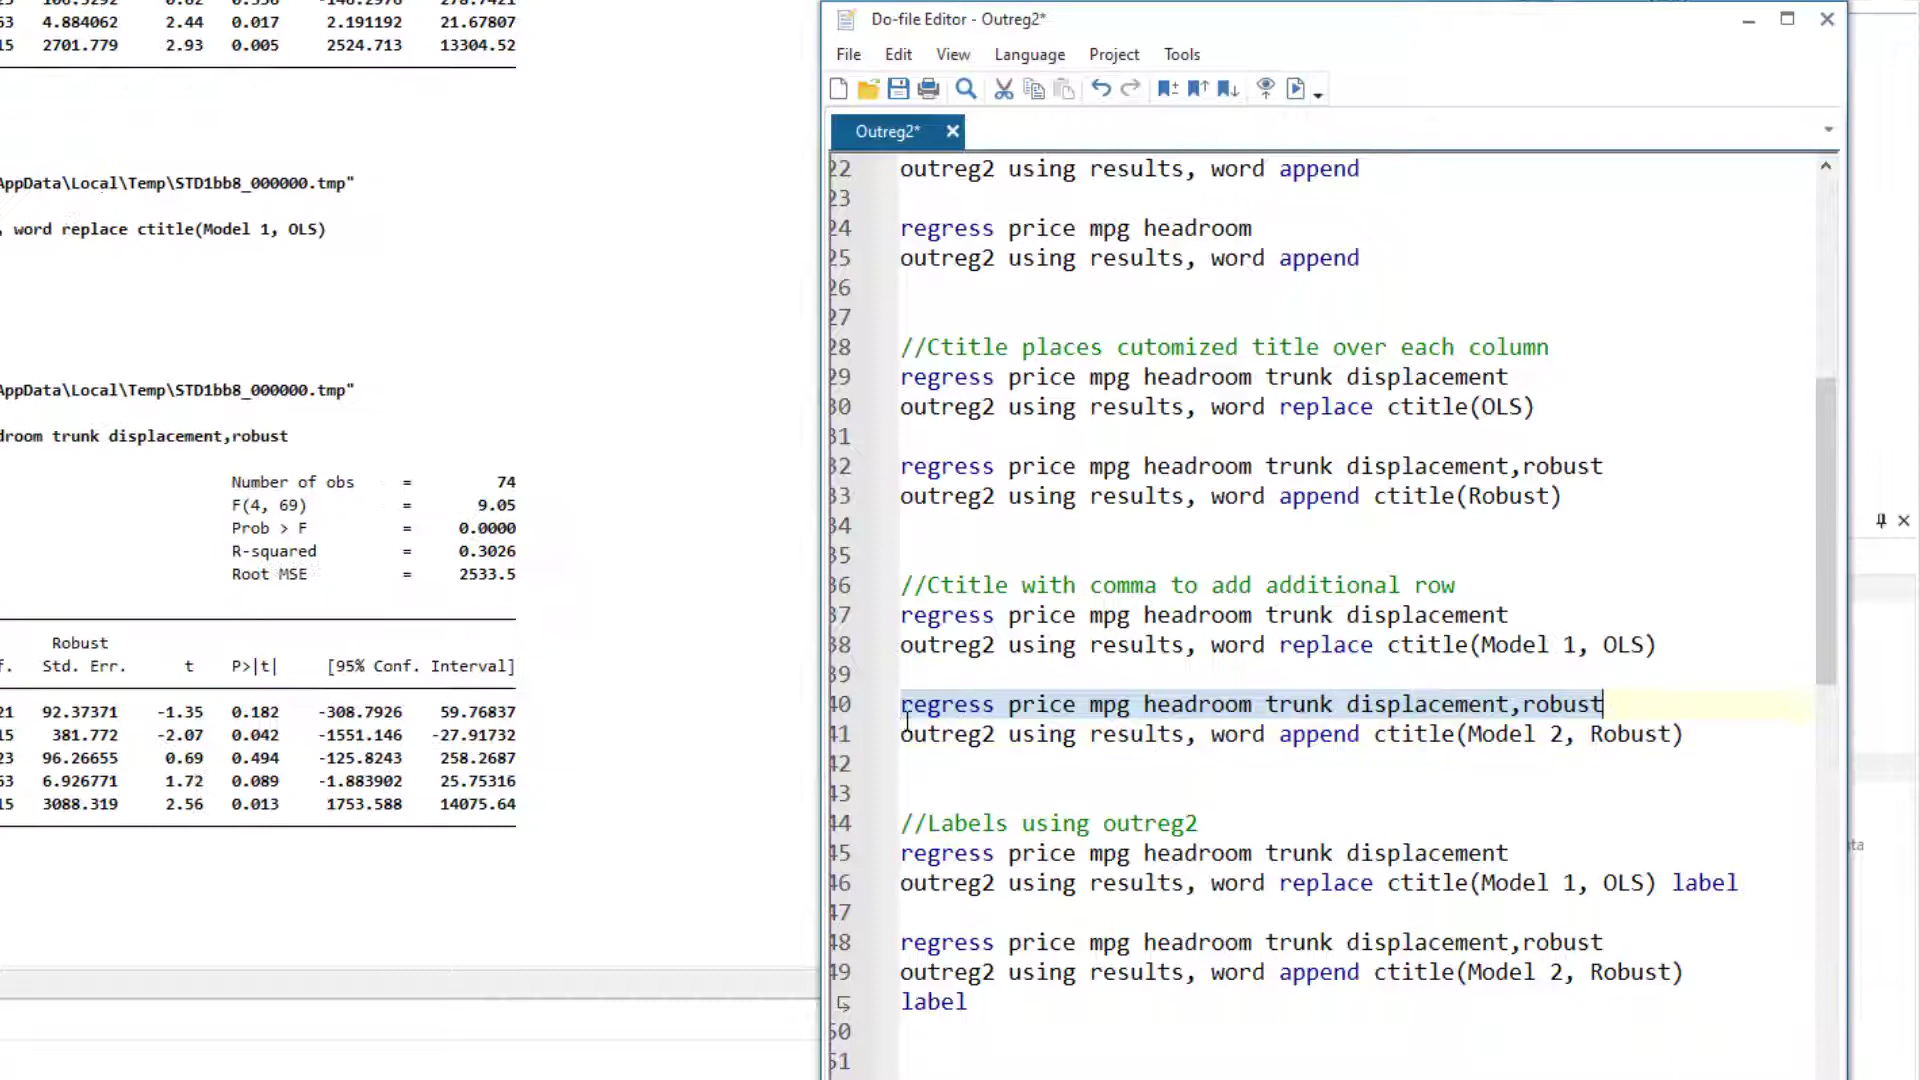 4.884062 2.44 0.017 2.191192 21.67807
15 2701.779 2.93 0.005 2524.713 13304.52
AppData\Local\Temp\STD1bb8_000000.tmp"
, word replace ctitle(Model 1, OLS)
AppData\Local\Temp\STD1bb8_000000.tmp"
droom trunk displacement,robust
Number of obs = 74
F(4, 69) = 9.05
Prob > F = 0.0000
R-squared = 0.3026
Root MSE = 2533.5
Robust
f. Std. Err. t P>|t| [95% Conf. Interval]
21 92.37371 -1.35 0.182 -308.7926 59.76837
15 381.772 -2.07 0.042 -1551.146 -27.91732
23 96.26655 0.69 0.494 -125.8243 258.2687
53 6.926771 1.72 0.089 -1.883902 25.75316
15 3088.319 2.56 0.013 1753.588 14075.64
Do-file Editor - Outreg2*
File Edit View Language Project Tools
Outreg2*
22 outreg2 using results, word append
23
24 regress price mpg headroom
25 outreg2 using results, word append
26
27
28 //Ctitle places cutomized title over each column
29 regress price mpg headroom trunk displacement
30 outreg2 using results, word replace ctitle(OLS)
31
32 regress price mpg headroom trunk displacement,robust
33 outreg2 using results, word append ctitle(Robust)
34
35
36 //Ctitle with comma to add additional row
37 regress price mpg headroom trunk displacement
38 outreg2 using results, word replace ctitle(Model 1, OLS)
39
40 regress price mpg headroom trunk displacement,robust
41 outreg2 using results, word append ctitle(Model 2, Robust)
42
43
44 //Labels using outreg2
45 regress price mpg headroom trunk displacement
46 outreg2 using results, word replace ctitle(Model 1, OLS) label
47
48 regress price mpg headroom trunk displacement,robust
49 outreg2 using results, word append ctitle(Model 2, Robust)
label
50
51
ta